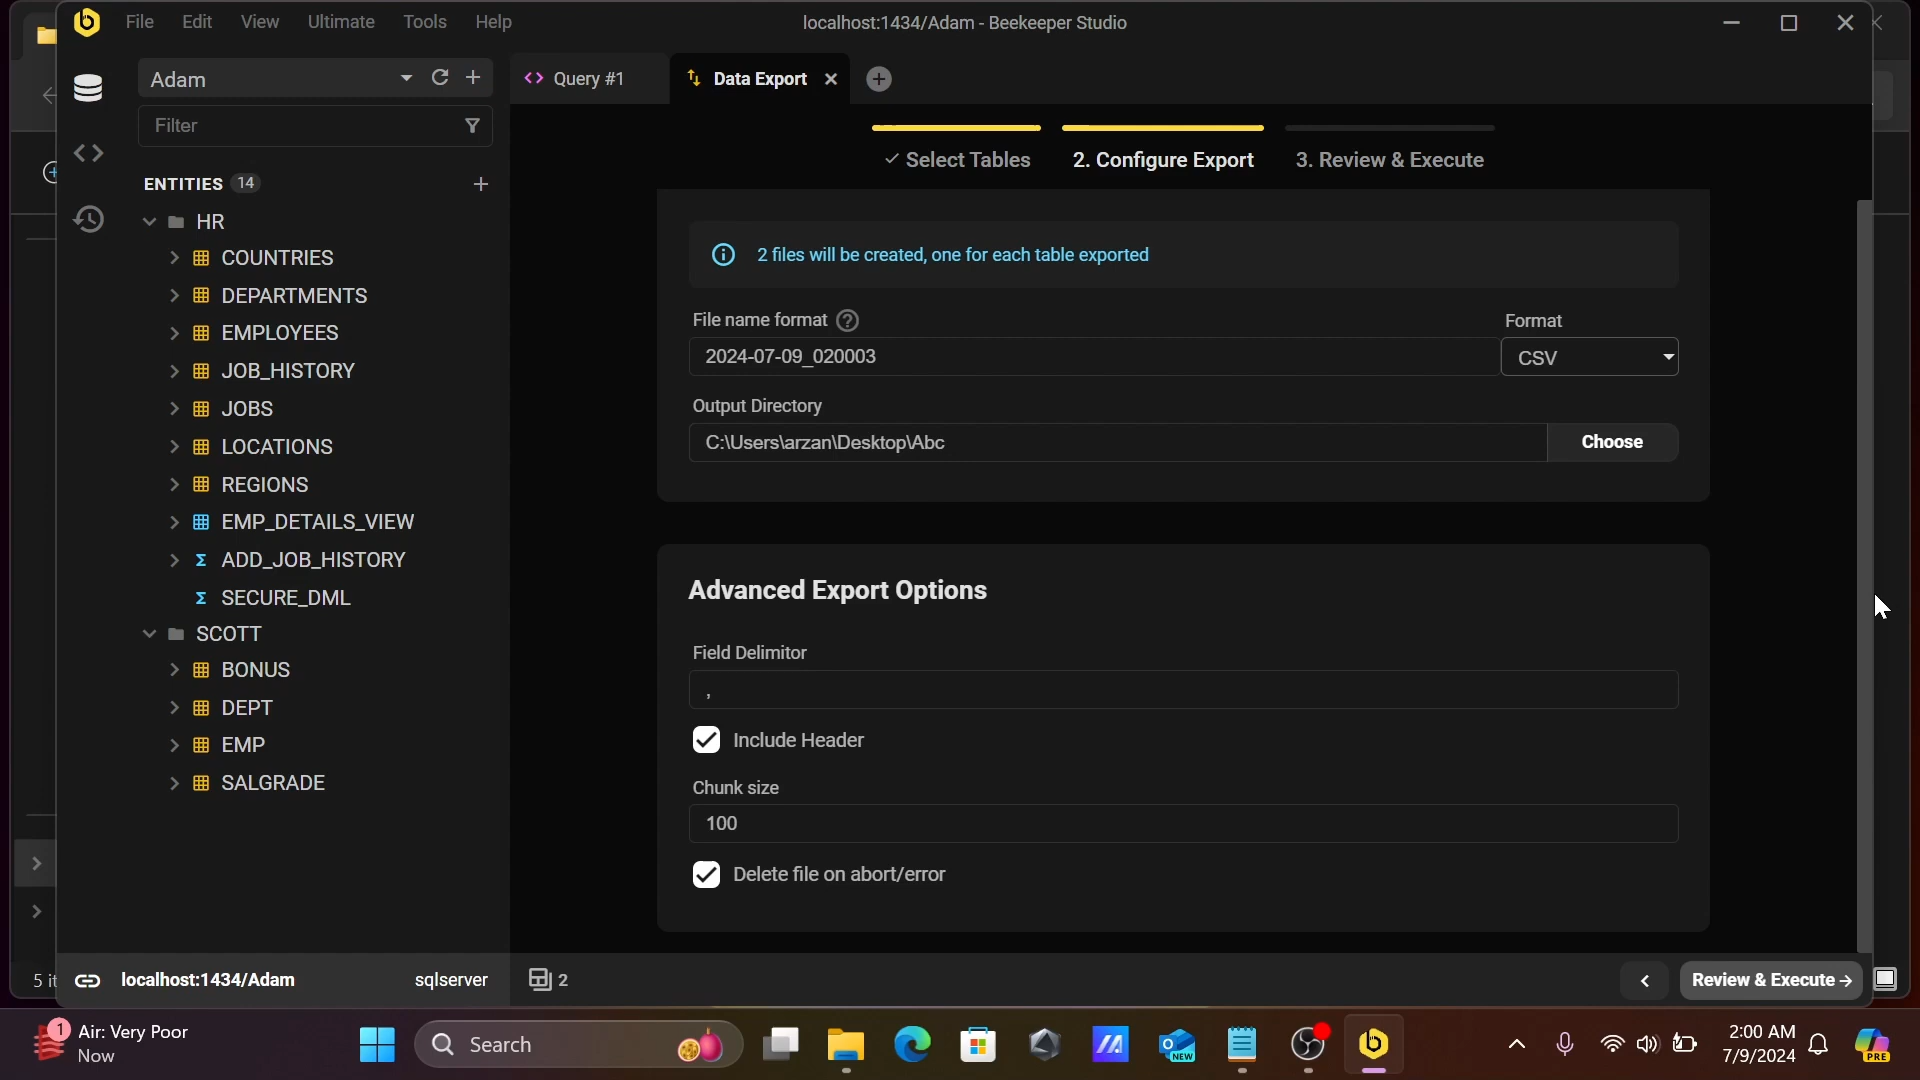 File Edit View Ultimate Tools Help
localhost:1434/Adam - Beekeeper Studio
Adam
Query #1
Data Export
Filter
ENTITIES 14
HR
COUNTRIES
DEPARTMENTS
EMPLOYEES
JOB_HISTORY
JOBS
LOCATIONS
REGIONS
EMP_DETAILS_VIEW
ADD_JOB_HISTORY
SECURE_DML
SCOTT
BONUS
DEPT
EMP
SALGRADE
Select Tables
2. Configure Export
3. Review & Execute
2 files will be created, one for each table exported
File name format
Format
2024-07-09_020003
CSV
Output Directory
C:\Users\arzan\Desktop\Abc
Choose
Advanced Export Options
Field Delimitor
,
Include Header
Chunk size
100
Delete file on abort/error
5 it
localhost:1434/Adam
sqlserver
2
Review & Execute
1
Air: Very Poor
Now
Search
NEW
2:00 AM
7/9/2024
PRE